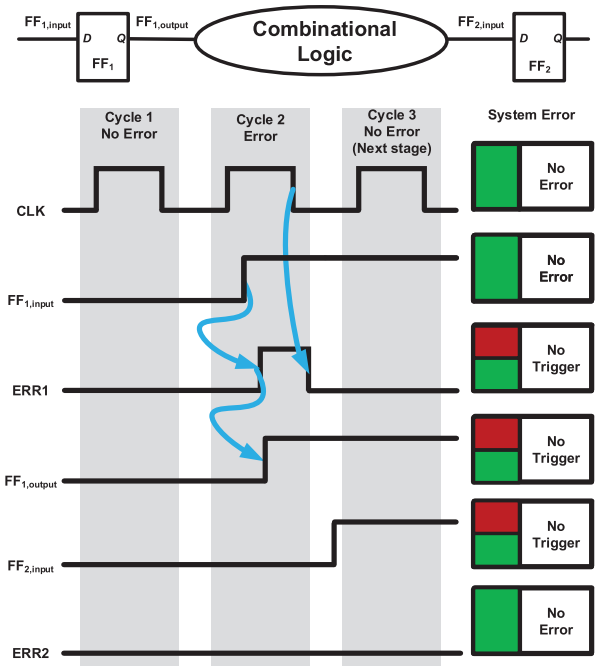 FF1,input
FF1,output
FF2,input
D Q
FF1
Combinational
Logic
D Q
FF2
Cycle 1
No Error
Cycle 2
Error
Cycle 3
No Error
(Next stage)
System Error
CLK
No
Error
FF1,input
No
Error
ERR1
No
Trigger
FF1,output
No
Trigger
FF2,input
No
Trigger
ERR2
No
Error